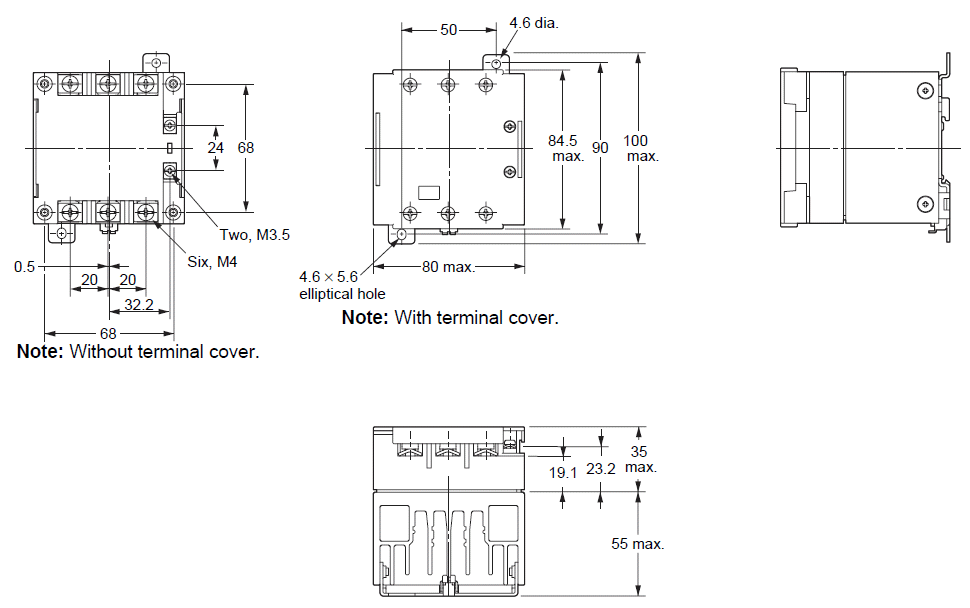 24
68
Two, M3.5
Six, M4
0.5
20
20
32.2
68
Note: Without terminal cover.
50
4.6 dia.
84.5
max.
90
100
max.
80 max.
4.6 × 5.6
elliptical hole
Note: With terminal cover.
19.1
23.2
35
max.
55 max.